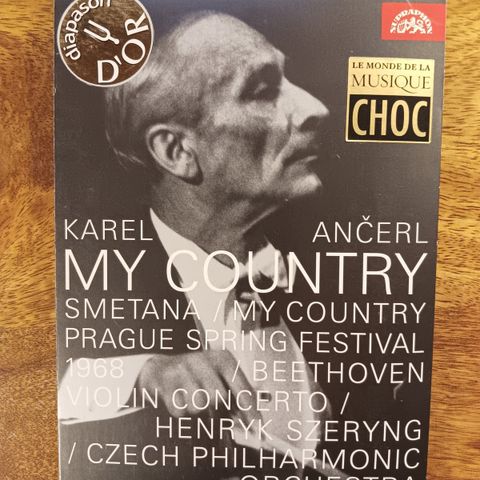 diapason
D'OR
SUPRAPHON
LE MONDE DE LA
MUSIQUE
CHOC
KAREL ANČERL
MY COUNTRY
SMETANA / MY COUNTRY
PRAGUE SPRING FESTIVAL
1968 / BEETHOVEN
VIOLIN CONCERTO /
HENRYK SZERYNG
/ CZECH PHILHARMONIC
ORCHESTRA